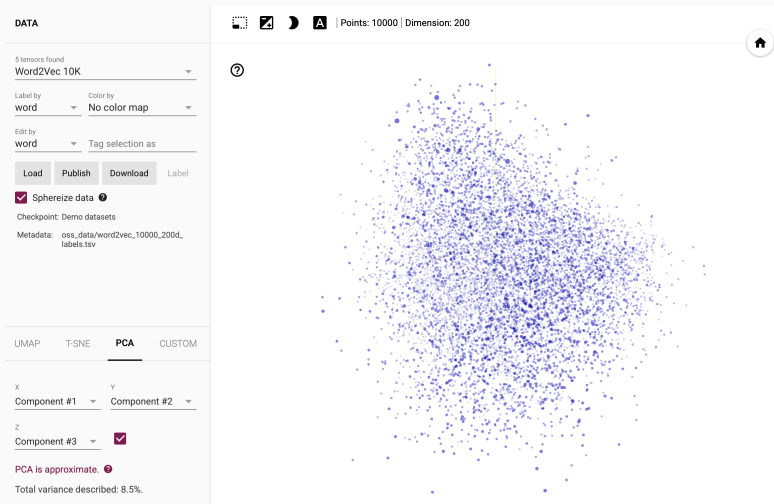 DATA
Points: 10000 | Dimension: 200
5 tensors found
Word2Vec 10K
Label by Color by
word No color map
Edit by
word Tag selection as
Load Publish Download Label
Sphereize data
Checkpoint: Demo datasets
Metadata: oss_data/word2vec_10000_200d_
labels.tsv
UMAP T-SNE PCA CUSTOM
X Y
Component #1 Component #2
Z
Component #3
PCA is approximate.
Total variance described: 8.5%.